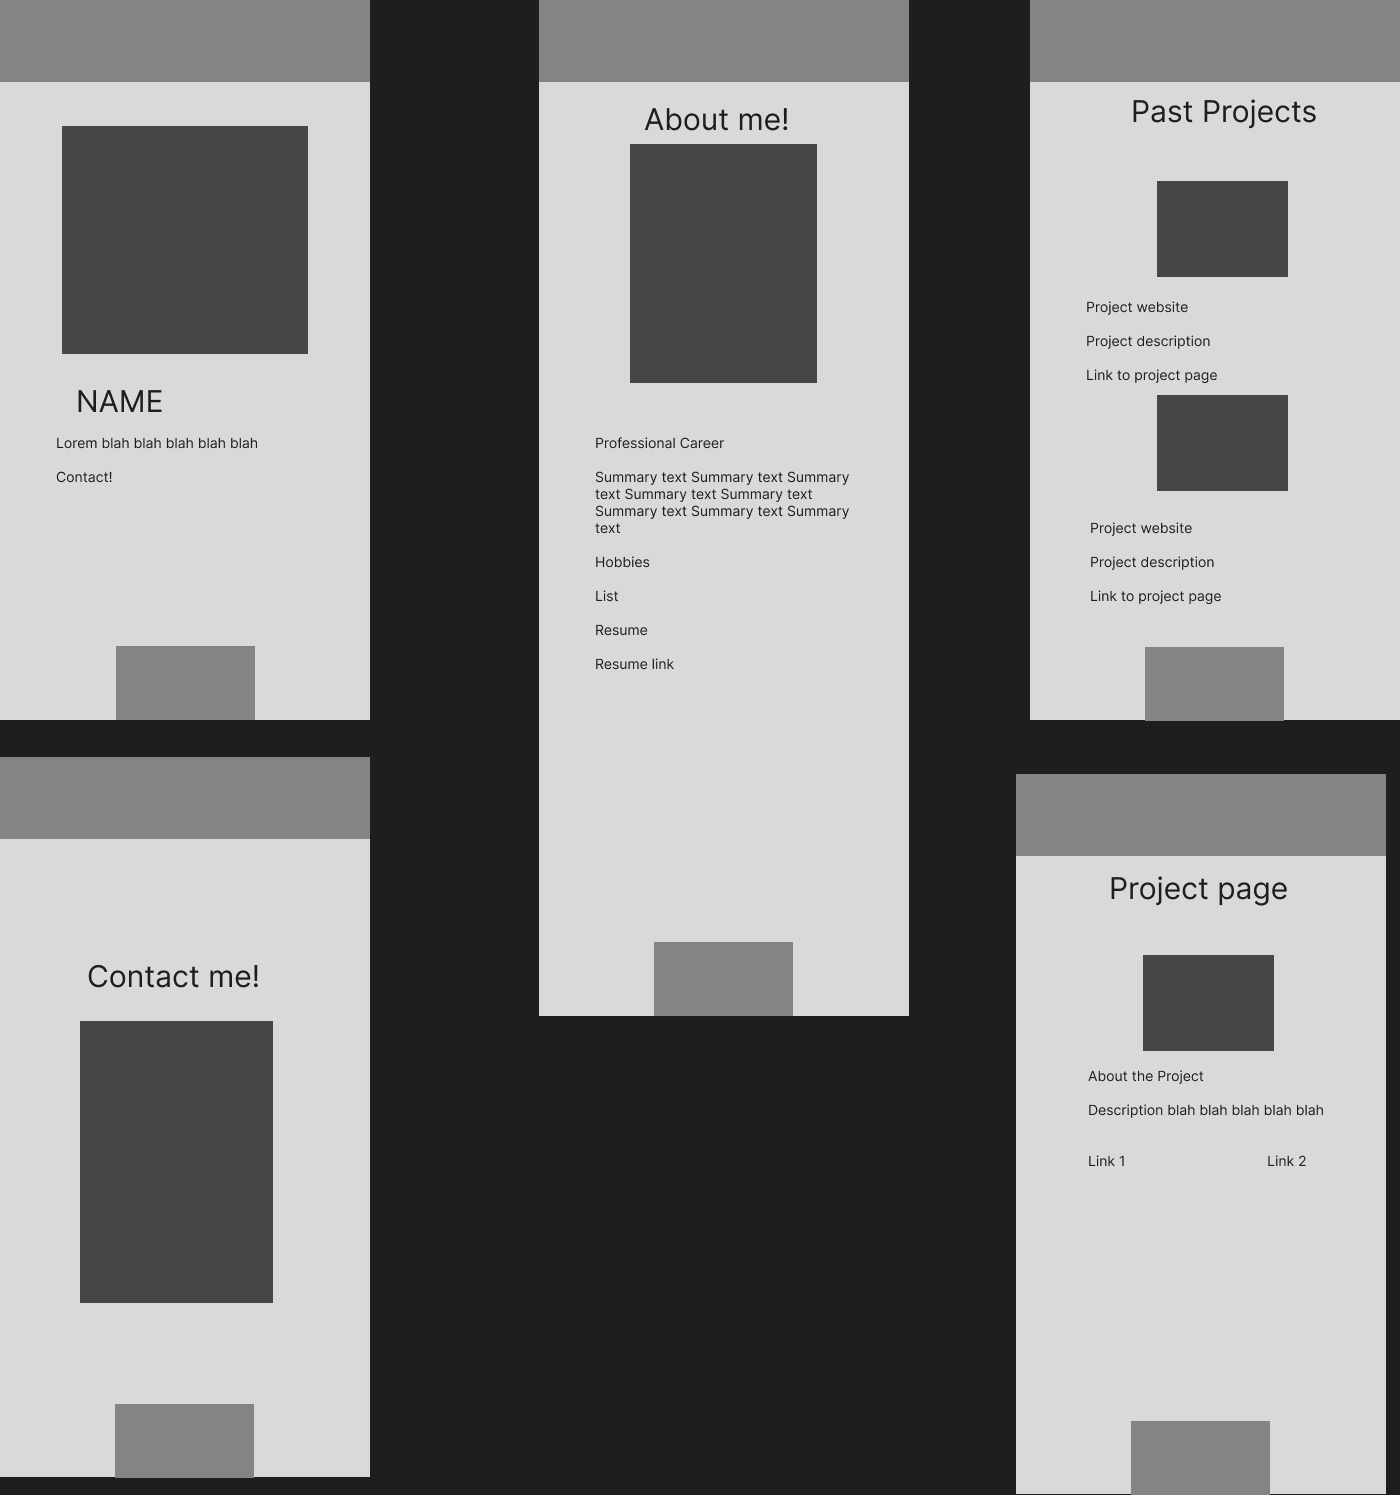 NAME
Lorem blah blah blah blah blah
Contact!
About me!
Professional Career
Summary text Summary text Summary
text Summary text Summary text
Summary text Summary text Summary
text
Hobbies
List
Resume
Resume link
Past Projects
Project website
Project description
Link to project page
Project website
Project description
Link to project page
Contact me!
Project page
About the Project
Description blah blah blah blah blah
Link 1
Link 2